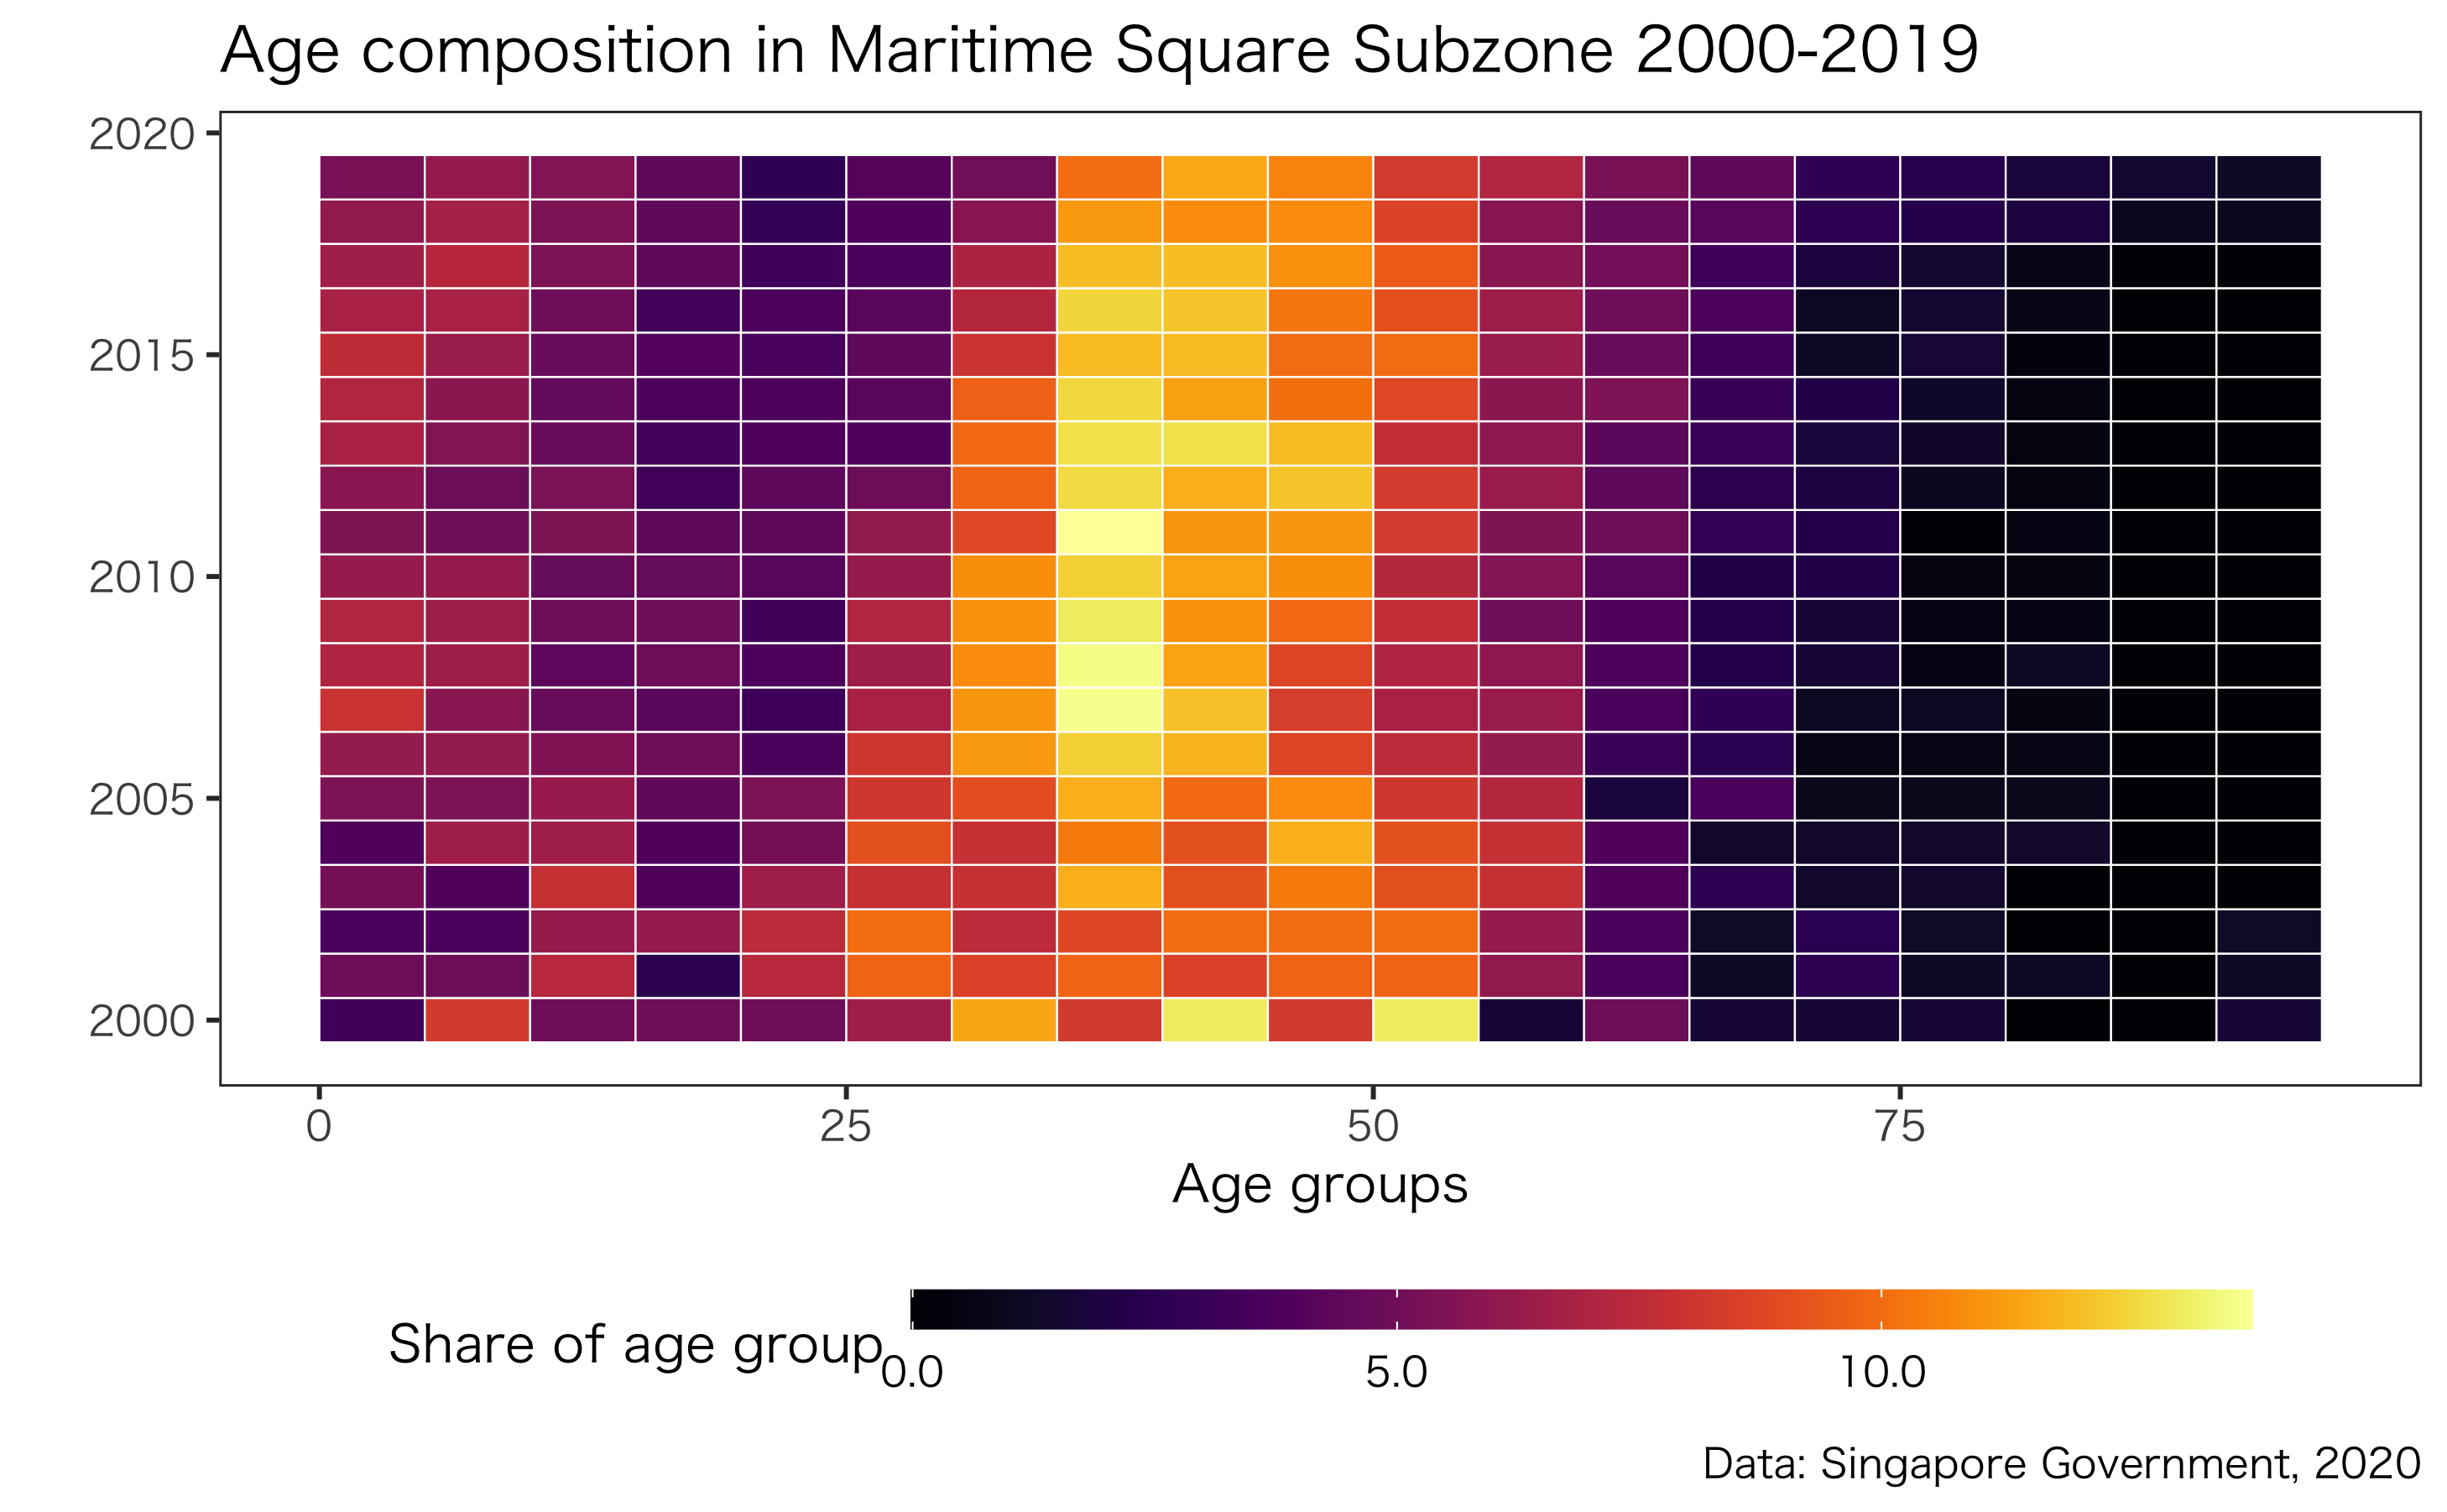 Age composition in Maritime Square Subzone 2000-2019
2020
2015
2010
2005
2000
0 25 50 75
Age groups
Share of age group
0.0 5.0 10.0
Data: Singapore Government, 2020